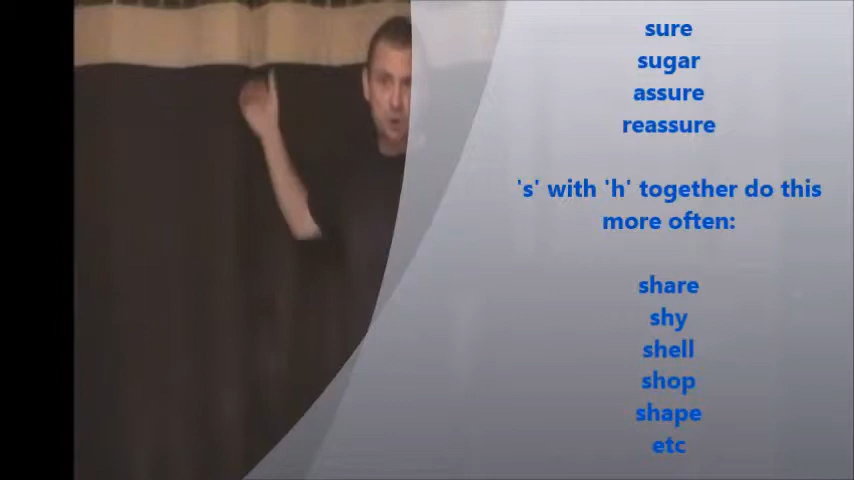 sure
sugar
assure
reassure
's' with 'h' together do this
more often:
share
shy
shell
shop
shape
etc